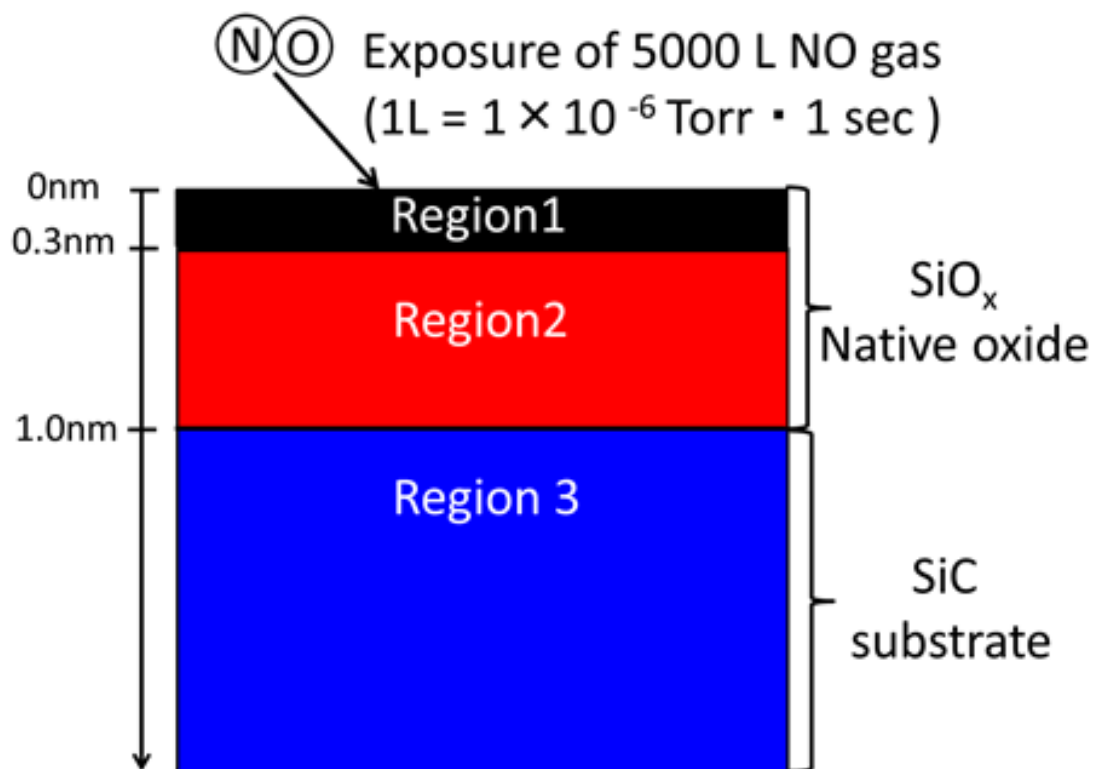 NO Exposure of 5000 L NO gas
(1L = 1 × 10 -6 Torr・1 sec )
0nm
Region1
0.3nm
SiOx
Region2
Native oxide
1.0nm
Region 3
SiC
substrate